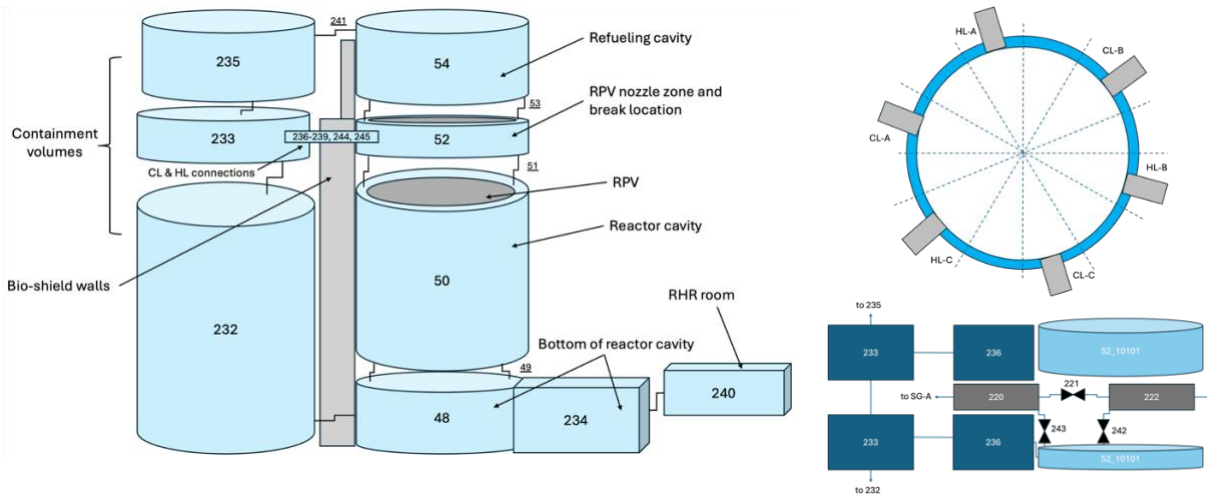 241
235
54
Refueling cavity
53
RPV nozzle zone and
break location
Containment
volumes
233
236-239, 244, 245
52
CL & HL connections
51
RPV
Reactor cavity
Bio-shield walls
232
50
RHR room
Bottom of reactor cavity
49
48
234
240
HL-A
CL-B
CL-A
HL-B
HL-C
CL-C
to 235
233
236
52_10101
221
to SG-A
220
222
243
242
233
236
52_10101
to 232